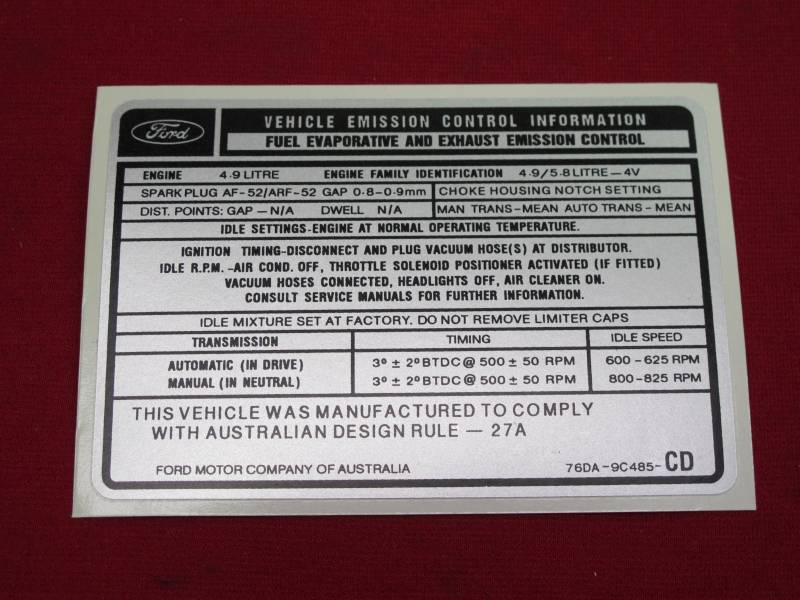 Ford
VEHICLE EMISSION CONTROL INFORMATION
FUEL EVAPORATIVE AND EXHAUST EMISSION CONTROL
ENGINE 4.9 LITRE ENGINE FAMILY IDENTIFICATION 4.9/5.8 LITRE-4V
SPARK PLUG AF-52/ARF-52 GAP 0.8-0.9mm CHOKE HOUSING NOTCH SETTING
DIST. POINTS: GAP - N/A DWELL N/A MAN TRANS-MEAN AUTO TRANS-MEAN
IDLE SETTINGS-ENGINE AT NORMAL OPERATING TEMPERATURE.
IGNITION TIMING-DISCONNECT AND PLUG VACUUM HOSE(S) AT DISTRIBUTOR.
IDLE R.P.M. -AIR COND. OFF, THROTTLE SOLENOID POSITIONER ACTIVATED (IF FITTED)
VACUUM HOSES CONNECTED, HEADLIGHTS OFF, AIR CLEANER ON.
CONSULT SERVICE MANUALS FOR FURTHER INFORMATION.
IDLE MIXTURE SET AT FACTORY. DO NOT REMOVE LIMITER CAPS
TRANSMISSION TIMING IDLE SPEED
AUTOMATIC (IN DRIVE) 3º ± 2º BTDC @ 500 ± 50 RPM 600-625 RPM
MANUAL (IN NEUTRAL) 3º ± 2º BTDC @ 500 ± 50 RPM 800-825 RPM
THIS VEHICLE WAS MANUFACTURED TO COMPLY
WITH AUSTRALIAN DESIGN RULE — 27A
FORD MOTOR COMPANY OF AUSTRALIA 76DA-9C485-CD